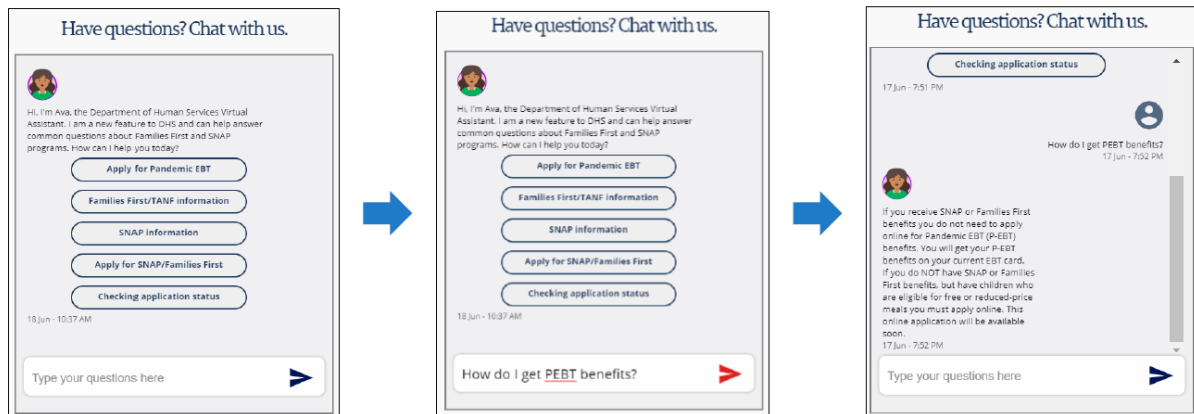 Have questions? Chat with us.
Hi, I'm Ava, the Department of Human Services Virtual
Assistant. I am a new feature to DHS and can help answer
common questions about Families First and SNAP
programs. How can I help you today?
Apply for Pandemic EBT
Families First/TANF information
SNAP information
Apply for SNAP/Families First
Checking application status
18 Jun - 10:37 AM
Type your questions here
Have questions? Chat with us.
Hi, I'm Ava, the Department of Human Services Virtual
Assistant. I am a new feature to DHS and can help answer
common questions about Families First and SNAP
programs. How can I help you today?
Apply for Pandemic EBT
Families First/TANF information
SNAP information
Apply for SNAP/Families First
Checking application status
18 Jun - 10:37 AM
How do I get PEBT benefits?
Have questions? Chat with us.
Checking application status
17 Jun - 7:51 PM
How do I get PEBT benefits?
17 Jun - 7:52 PM
If you receive SNAP or Families First
benefits you do not need to apply
online for Pandemic EBT (P-EBT)
benefits. You will get your P-EBT
benefits on your current EBT card.
If you do NOT have SNAP or Families
First benefits, but have children who
are eligible for free or reduced-price
meals you must apply online. This
online application will be available
soon.
17 Jun - 7:52 PM
Type your questions here